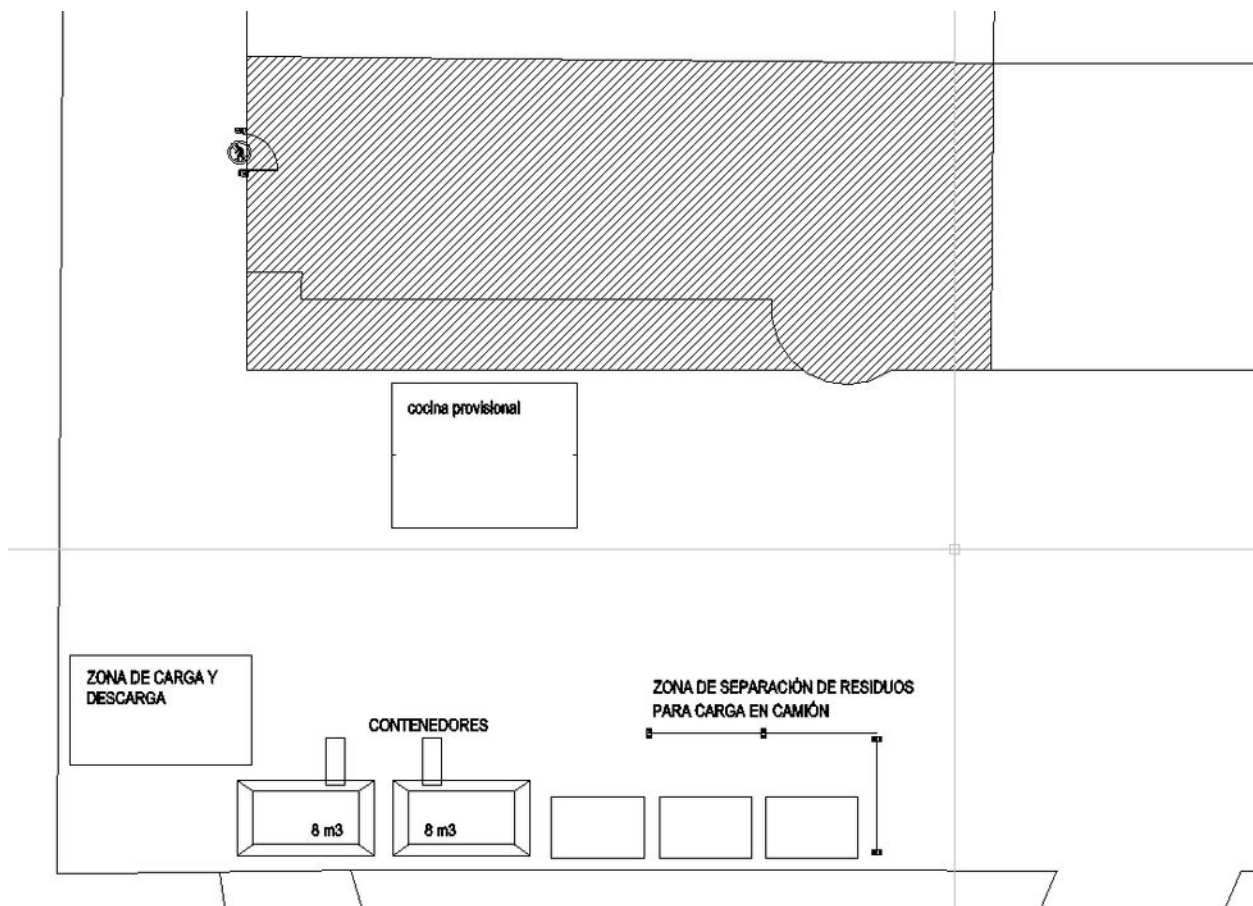 cocina provisional
ZONA DE CARGA Y
DESCARGA
CONTENEDORES
ZONA DE SEPARACIÓN DE RESIDUOS
PARA CARGA EN CAMIÓN
8 m3
8 m3